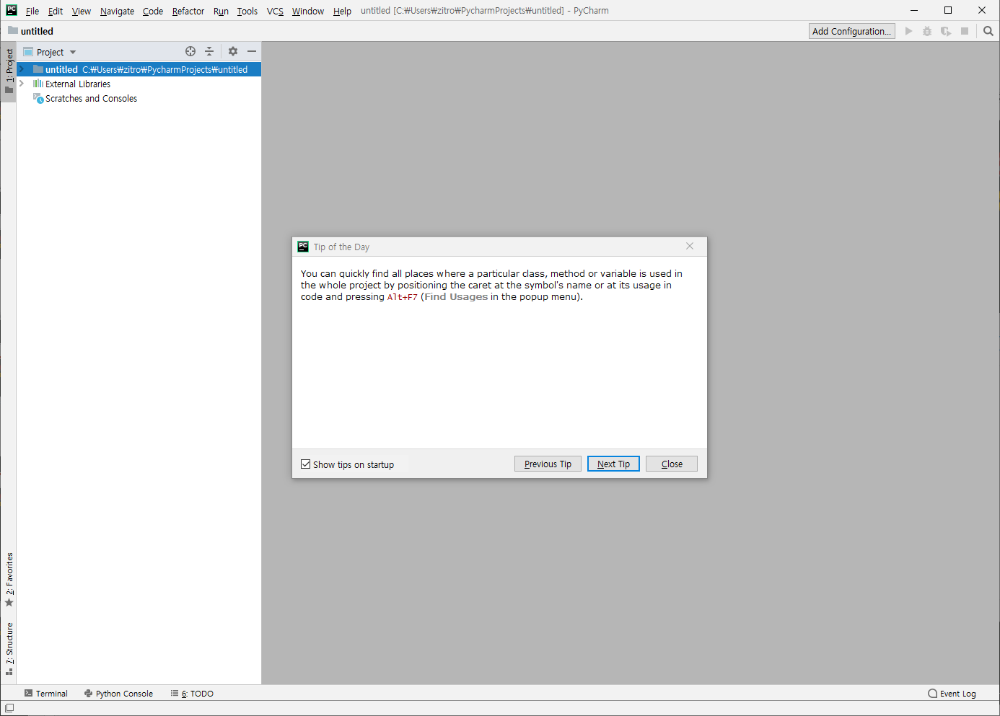 PC File Edit View Navigate Code Refactor Run Tools VCS Window Help untitled [C:₩Users₩zitro₩PycharmProjects₩untitled] - PyCharm
untitled Add Configuration...
1: Project
Project
untitled C:₩Users₩zitro₩PycharmProjects₩untitled
External Libraries
Scratches and Consoles
PC Tip of the Day
You can quickly find all places where a particular class, method or variable is used in
the whole project by positioning the caret at the symbol's name or at its usage in
code and pressing Alt+F7 (Find Usages in the popup menu).
Show tips on startup Previous Tip Next Tip Close
2: Favorites
7: Structure
Terminal Python Console 6: TODO Event Log